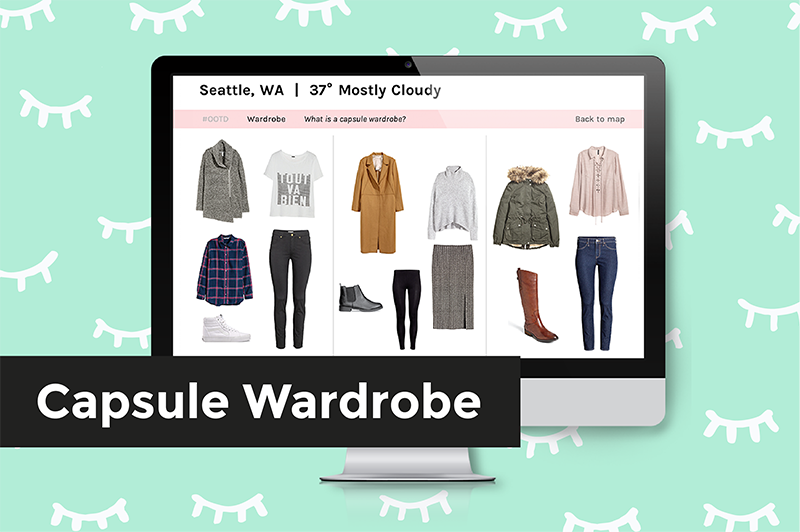 Seattle, WA | 37° Mostly Cloudy
#OOTD Wardrobe What is a capsule wardrobe? Back to map
TOUT
VA
BIEN
Capsule Wardrobe